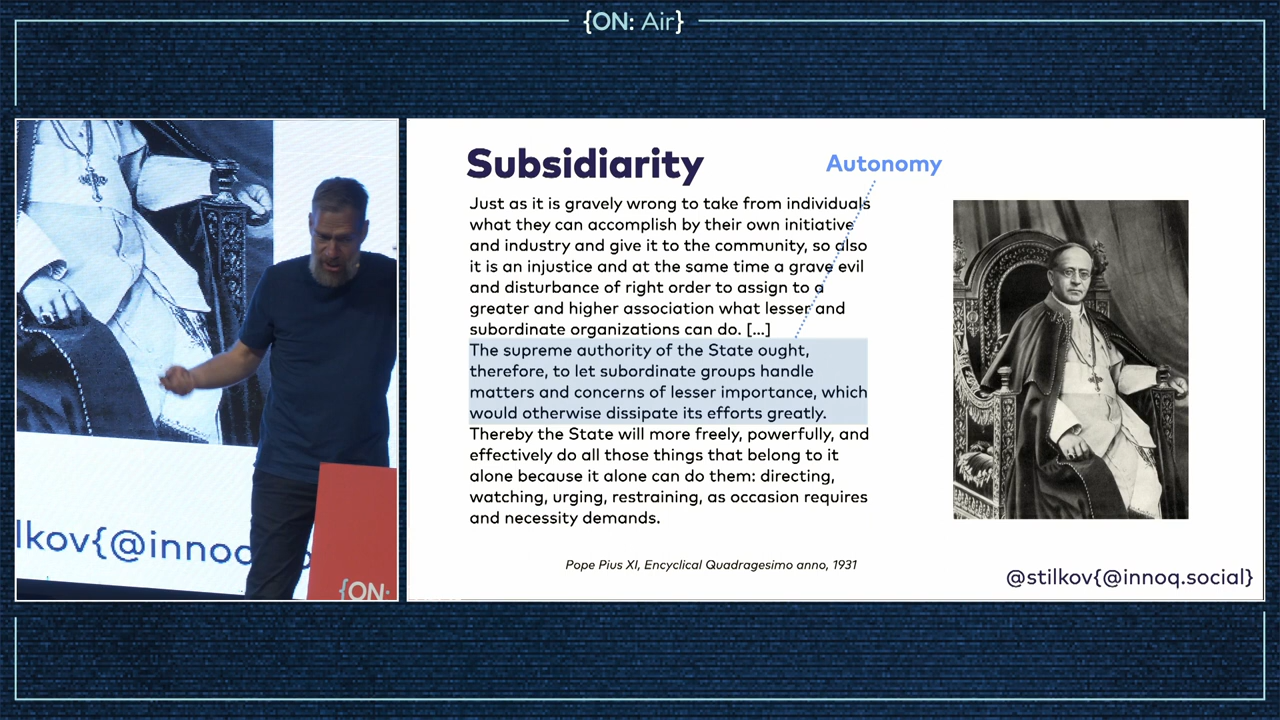 {ON: Air}
Subsidiarity
Autonomy
Just as it is gravely wrong to take from individuals
what they can accomplish by their own initiative
and industry and give it to the community, so also
it is an injustice and at the same time a grave evil
and disturbance of right order to assign to a
greater and higher association what lesser and
subordinate organizations can do. [...]
The supreme authority of the State ought,
therefore, to let subordinate groups handle
matters and concerns of lesser importance, which
would otherwise dissipate its efforts greatly.
Thereby the State will more freely, powerfully, and
effectively do all those things that belong to it
alone because it alone can do them: directing,
watching, urging, restraining, as occasion requires
and necessity demands.
Pope Pius XI, Encyclical Quadragesimo anno, 1931
@stilkov{@innoq.social}
lkov{@innoq
{ON: